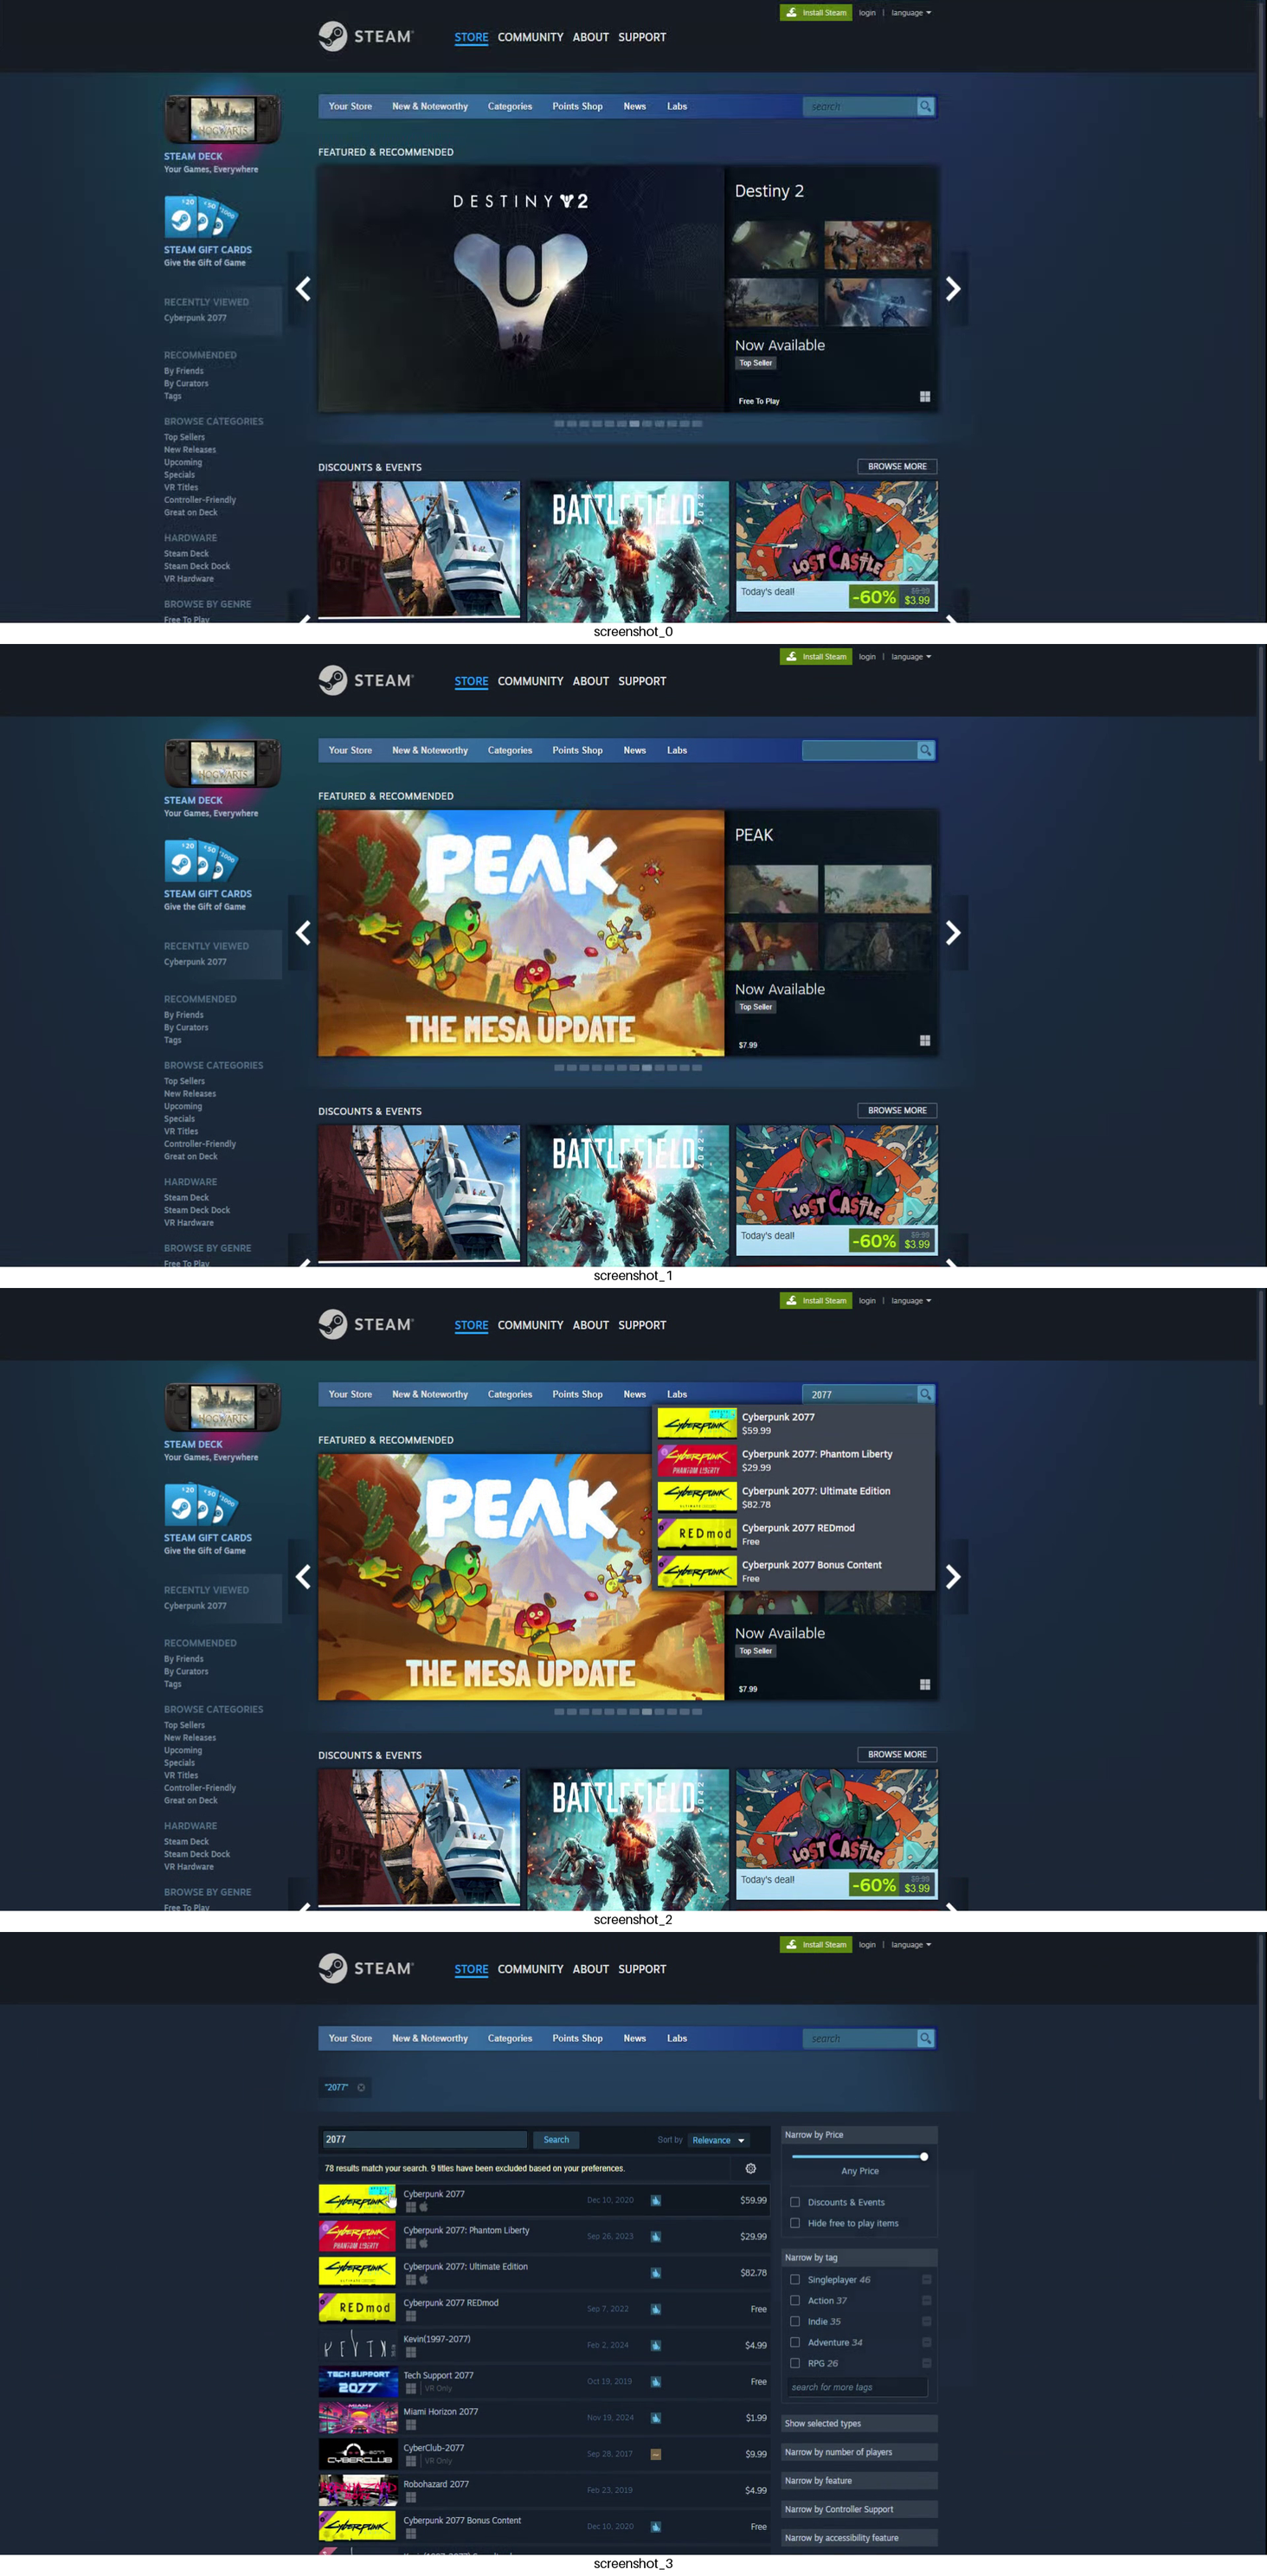 Install Steam login | language
STEAM STORE COMMUNITY ABOUT SUPPORT
Your Store New & Noteworthy Categories Points Shop News Labs search
STEAM DECK
Your Games, Everywhere
STEAM GIFT CARDS
Give the Gift of Game
RECENTLY VIEWED
Cyberpunk 2077
RECOMMENDED
By Friends
By Curators
Tags
BROWSE CATEGORIES
Top Sellers
New Releases
Upcoming
Specials
VR Titles
Controller-Friendly
Great on Deck
HARDWARE
Steam Deck
Steam Deck Dock
VR Hardware
BROWSE BY GENRE
Free To Play
FEATURED & RECOMMENDED
DESTINY 2
Destiny 2
Now Available
Top Seller
Free To Play
DISCOUNTS & EVENTS
BROWSE MORE
BATTLEFIELD 2042
LOST CASTLE
Today's deal!
-60% $9.99 $3.99
screenshot_0
Install Steam login | language
STEAM STORE COMMUNITY ABOUT SUPPORT
Your Store New & Noteworthy Categories Points Shop News Labs
STEAM DECK
Your Games, Everywhere
STEAM GIFT CARDS
Give the Gift of Game
RECENTLY VIEWED
Cyberpunk 2077
RECOMMENDED
By Friends
By Curators
Tags
BROWSE CATEGORIES
Top Sellers
New Releases
Upcoming
Specials
VR Titles
Controller-Friendly
Great on Deck
HARDWARE
Steam Deck
Steam Deck Dock
VR Hardware
BROWSE BY GENRE
Free To Play
FEATURED & RECOMMENDED
PEAK
THE MESA UPDATE
PEAK
Now Available
Top Seller
$7.99
DISCOUNTS & EVENTS
BROWSE MORE
BATTLEFIELD 2042
LOST CASTLE
Today's deal!
-60% $9.99 $3.99
screenshot_1
Install Steam login | language
STEAM STORE COMMUNITY ABOUT SUPPORT
Your Store New & Noteworthy Categories Points Shop News Labs 2077
Cyberpunk 2077
$59.99
Cyberpunk 2077: Phantom Liberty
$29.99
Cyberpunk 2077: Ultimate Edition
$82.78
Cyberpunk 2077 REDmod
Free
Cyberpunk 2077 Bonus Content
Free
STEAM DECK
Your Games, Everywhere
STEAM GIFT CARDS
Give the Gift of Game
RECENTLY VIEWED
Cyberpunk 2077
RECOMMENDED
By Friends
By Curators
Tags
BROWSE CATEGORIES
Top Sellers
New Releases
Upcoming
Specials
VR Titles
Controller-Friendly
Great on Deck
HARDWARE
Steam Deck
Steam Deck Dock
VR Hardware
BROWSE BY GENRE
Free To Play
FEATURED & RECOMMENDED
PEAK
THE MESA UPDATE
Now Available
Top Seller
$7.99
DISCOUNTS & EVENTS
BROWSE MORE
BATTLEFIELD 2042
LOST CASTLE
Today's deal!
-60% $9.99 $3.99
screenshot_2
Install Steam login | language
STEAM STORE COMMUNITY ABOUT SUPPORT
Your Store New & Noteworthy Categories Points Shop News Labs search
"2077"
2077 Search Sort by Relevance
78 results match your search. 9 titles have been excluded based on your preferences.
Cyberpunk 2077 Dec 10, 2020 $59.99
Cyberpunk 2077: Phantom Liberty Sep 26, 2023 $29.99
Cyberpunk 2077: Ultimate Edition $82.78
Cyberpunk 2077 REDmod Sep 7, 2022 Free
Kevin(1997-2077) Feb 2, 2024 $4.99
Tech Support 2077 VR Only Oct 19, 2019 Free
Miami Horizon 2077 Nov 19, 2024 $1.99
CyberClub-2077 VR Only Sep 28, 2017 $9.99
Robohazard 2077 Feb 23, 2019 $4.99
Cyberpunk 2077 Bonus Content Dec 10, 2020 Free
Narrow by Price
Any Price
Discounts & Events
Hide free to play items
Narrow by tag
Singleplayer 46
Action 37
Indie 35
Adventure 34
RPG 26
search for more tags
Show selected types
Narrow by number of players
Narrow by feature
Narrow by Controller Support
Narrow by accessibility feature
screenshot_3